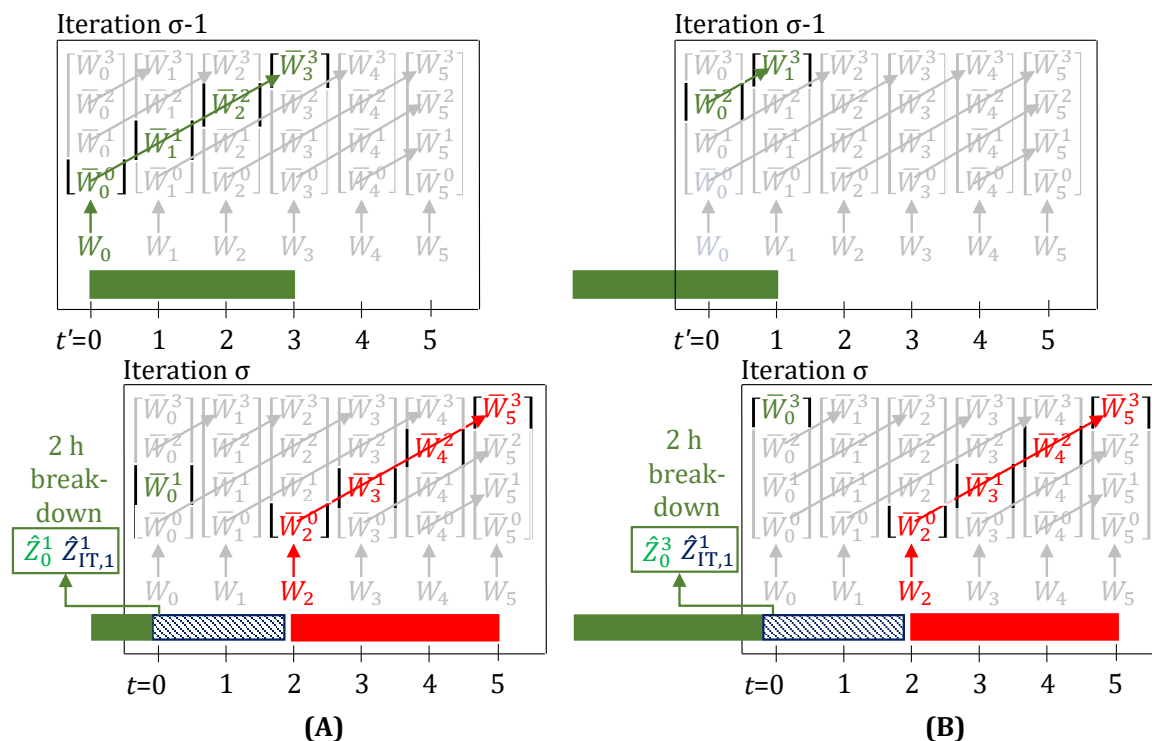 Iteration σ-1
W̄₀³ W̄₁³ W̄₂³ W̄₃³ W̄₄³ W̄₅³
W̄₀² W̄₁² W̄₂² W̄₃² W̄₄² W̄₅²
W̄₀¹ W̄₁¹ W̄₂¹ W̄₃¹ W̄₄¹ W̄₅¹
W̄₀⁰ W̄₁⁰ W̄₂⁰ W̄₃⁰ W̄₄⁰ W̄₅⁰
W₀ W₁ W₂ W₃ W₄ W₅
t'=0 1 2 3 4 5
Iteration σ
W̄₀³ W̄₁³ W̄₂³ W̄₃³ W̄₄³ W̄₅³
W̄₀² W̄₁² W̄₂² W̄₃² W̄₄² W̄₅²
W̄₀¹ W̄₁¹ W̄₂¹ W̄₃¹ W̄₄¹ W̄₅¹
W̄₀⁰ W̄₁⁰ W̄₂⁰ W̄₃⁰ W̄₄⁰ W̄₅⁰
2 h
break-
down
Ẑ₀¹ Ẑ_IT,1¹
W₀ W₁ W₂ W₃ W₄ W₅
t=0 1 2 3 4 5
(A)
Iteration σ-1
W̄₀³ W̄₁³ W̄₂³ W̄₃³ W̄₄³ W̄₅³
W̄₀² W̄₁² W̄₂² W̄₃² W̄₄² W̄₅²
W̄₀¹ W̄₁¹ W̄₂¹ W̄₃¹ W̄₄¹ W̄₅¹
W̄₀⁰ W̄₁⁰ W̄₂⁰ W̄₃⁰ W̄₄⁰ W̄₅⁰
W₀ W₁ W₂ W₃ W₄ W₅
t'=0 1 2 3 4 5
Iteration σ
W̄₀³ W̄₁³ W̄₂³ W̄₃³ W̄₄³ W̄₅³
W̄₀² W̄₁² W̄₂² W̄₃² W̄₄² W̄₅²
W̄₀¹ W̄₁¹ W̄₂¹ W̄₃¹ W̄₄¹ W̄₅¹
W̄₀⁰ W̄₁⁰ W̄₂⁰ W̄₃⁰ W̄₄⁰ W̄₅⁰
2 h
break-
down
Ẑ₀³ Ẑ_IT,1¹
W₀ W₁ W₂ W₃ W₄ W₅
t=0 1 2 3 4 5
(B)